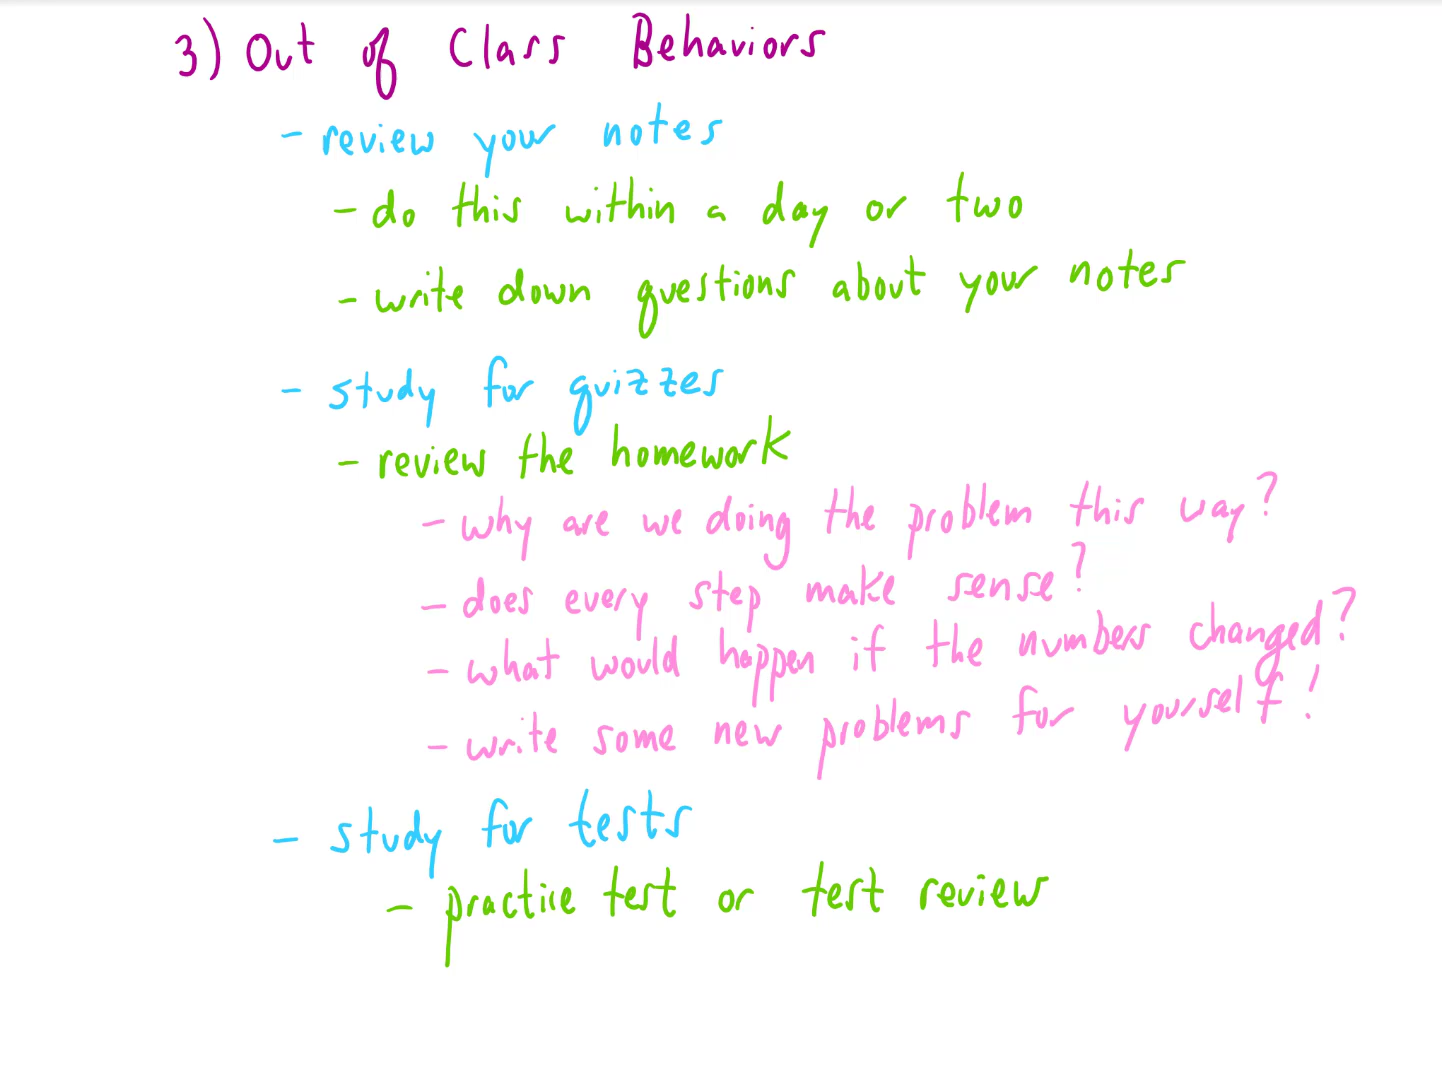 3) Out of Class Behaviors
- review your notes
- do this within a day or two
- write down questions about your notes
- study for quizzes
- review the homework
- why are we doing the problem this way?
- does every step make sense?
- what would happen if the numbers changed?
- write some new problems for yourself!
- study for tests
- practice test or test review